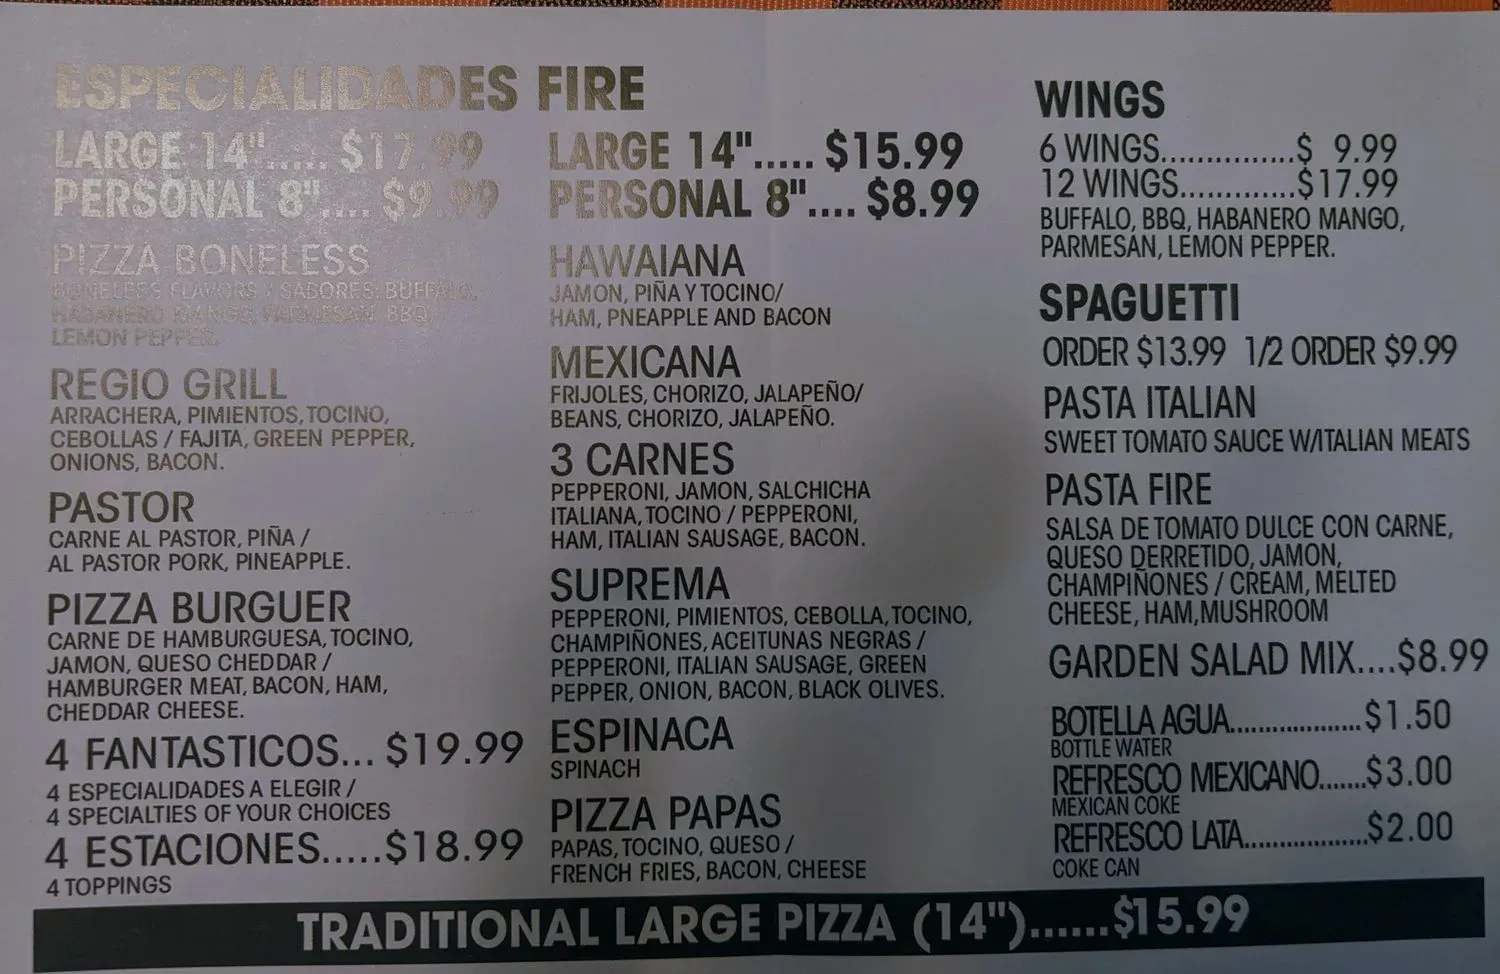 ESPECIALIDADES FIRE
LARGE 14"..... $17.99
PERSONAL 8".... $9.99
PIZZA BONELESS
BONELESS FLAVORS / SABORES: BUFFALO,
HABANERO MANGO, PARMESAN, BBQ,
LEMON PEPPER.
REGIO GRILL
ARRACHERA, PIMIENTOS, TOCINO,
CEBOLLAS / FAJITA, GREEN PEPPER,
ONIONS, BACON.
PASTOR
CARNE AL PASTOR, PIÑA /
AL PASTOR PORK, PINEAPPLE.
PIZZA BURGUER
CARNE DE HAMBURGUESA, TOCINO,
JAMON, QUESO CHEDDAR /
HAMBURGER MEAT, BACON, HAM,
CHEDDAR CHEESE.
4 FANTASTICOS... $19.99
4 ESPECIALIDADES A ELEGIR /
4 SPECIALTIES OF YOUR CHOICES
4 ESTACIONES.....$18.99
4 TOPPINGS
LARGE 14"..... $15.99
PERSONAL 8".... $8.99
HAWAIANA
JAMON, PIÑA Y TOCINO/
HAM, PNEAPPLE AND BACON
MEXICANA
FRIJOLES, CHORIZO, JALAPEÑO/
BEANS, CHORIZO, JALAPEÑO.
3 CARNES
PEPPERONI, JAMON, SALCHICHA
ITALIANA, TOCINO / PEPPERONI,
HAM, ITALIAN SAUSAGE, BACON.
SUPREMA
PEPPERONI, PIMIENTOS, CEBOLLA, TOCINO,
CHAMPIÑONES, ACEITUNAS NEGRAS /
PEPPERONI, ITALIAN SAUSAGE, GREEN
PEPPER, ONION, BACON, BLACK OLIVES.
ESPINACA
SPINACH
PIZZA PAPAS
PAPAS, TOCINO, QUESO /
FRENCH FRIES, BACON, CHEESE
WINGS
6 WINGS...............$ 9.99
12 WINGS.............$17.99
BUFFALO, BBQ, HABANERO MANGO,
PARMESAN, LEMON PEPPER.
SPAGUETTI
ORDER $13.99 1/2 ORDER $9.99
PASTA ITALIAN
SWEET TOMATO SAUCE W/ITALIAN MEATS
PASTA FIRE
SALSA DE TOMATO DULCE CON CARNE,
QUESO DERRETIDO, JAMON,
CHAMPIÑONES / CREAM, MELTED
CHEESE, HAM,MUSHROOM
GARDEN SALAD MIX....$8.99
BOTELLA AGUA..................$1.50
BOTTLE WATER
REFRESCO MEXICANO.......$3.00
MEXICAN COKE
REFRESCO LATA..................$2.00
COKE CAN
TRADITIONAL LARGE PIZZA (14")......$15.99